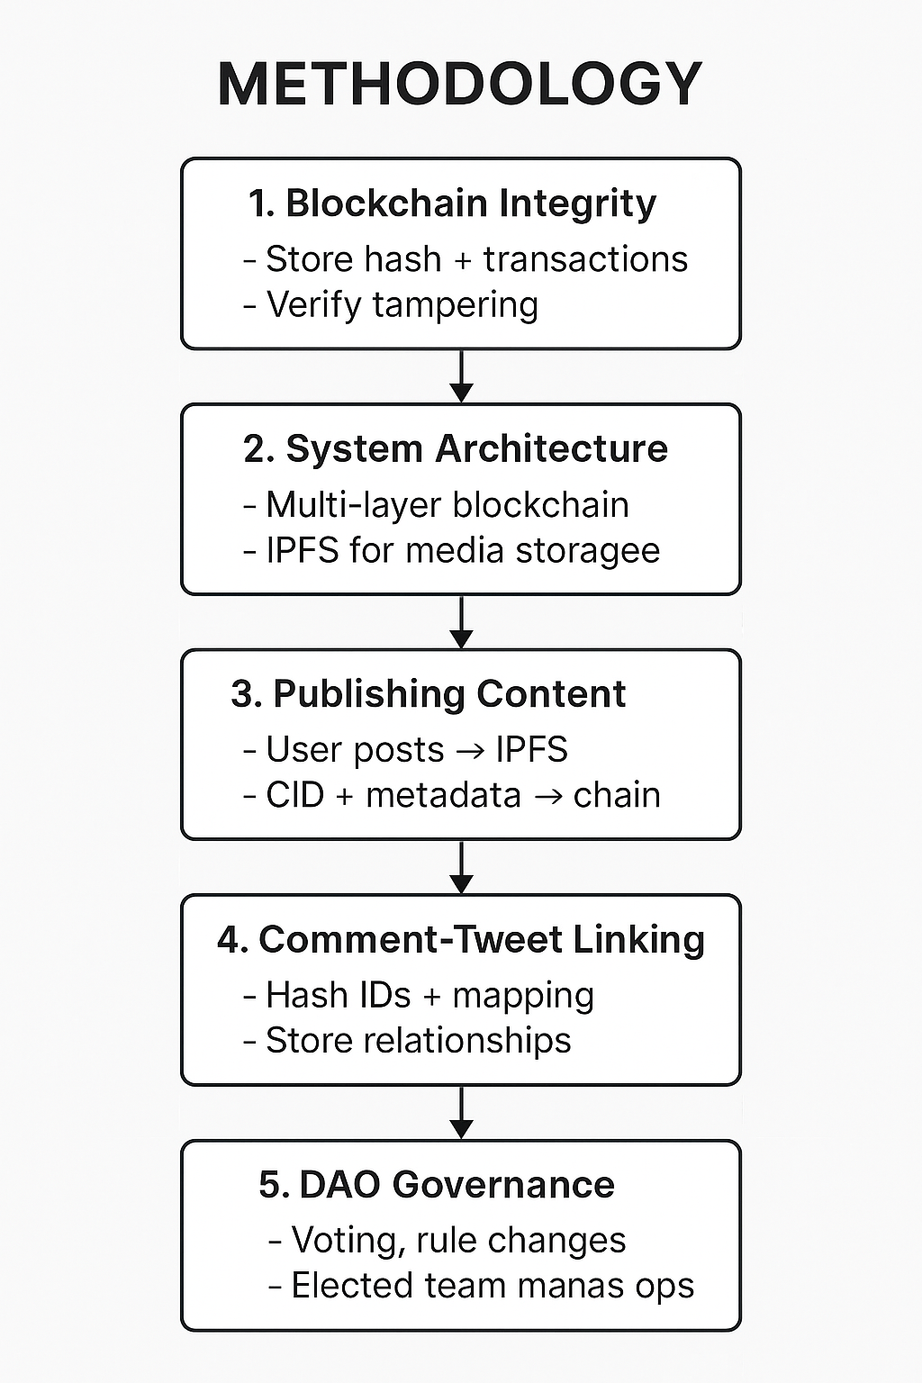 METHODOLOGY
1. Blockchain Integrity
- Store hash + transactions
- Verify tampering
2. System Architecture
- Multi-layer blockchain
- IPFS for media storagee
3. Publishing Content
- User posts → IPFS
- CID + metadata → chain
4. Comment-Tweet Linking
- Hash IDs + mapping
- Store relationships
5. DAO Governance
- Voting, rule changes
- Elected team manas ops